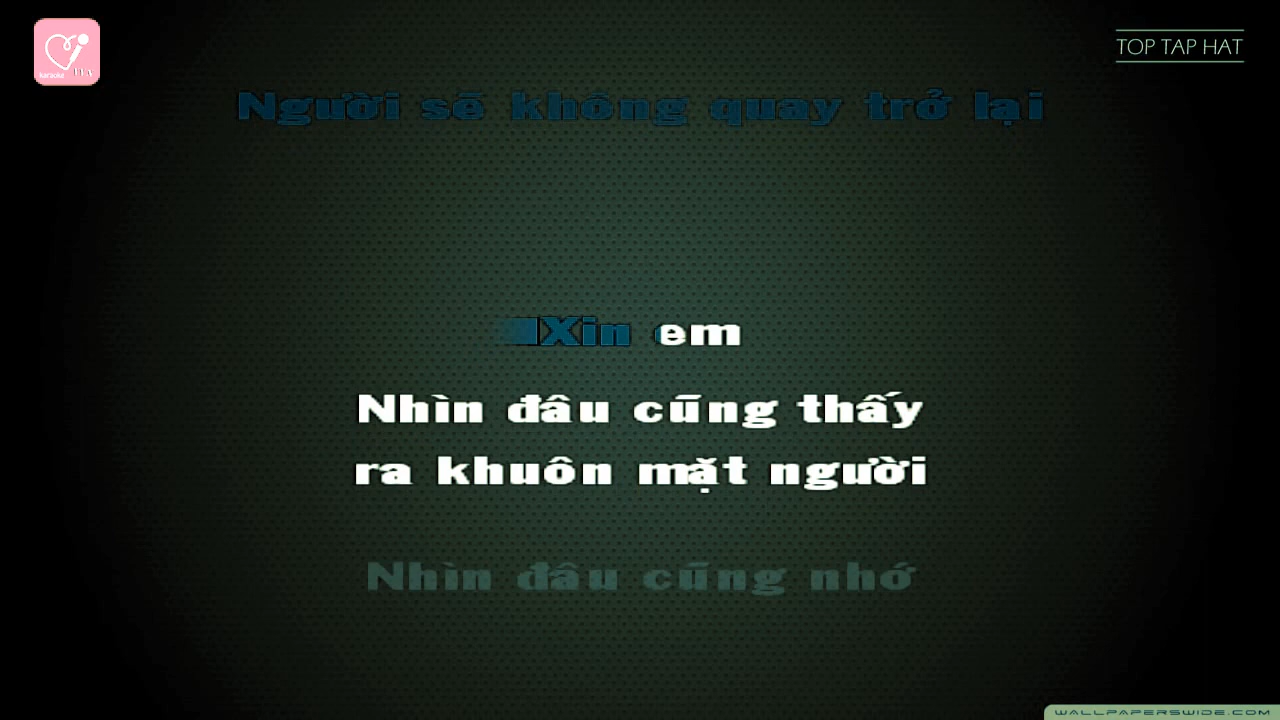 TOP TAP HAT
karaoke
Người sẽ không quay trở lại
Xin em
Nhìn đâu cũng thấy
ra khuôn mặt người
Nhìn đâu cũng nhớ
WALLPAPERSWIDE.COM